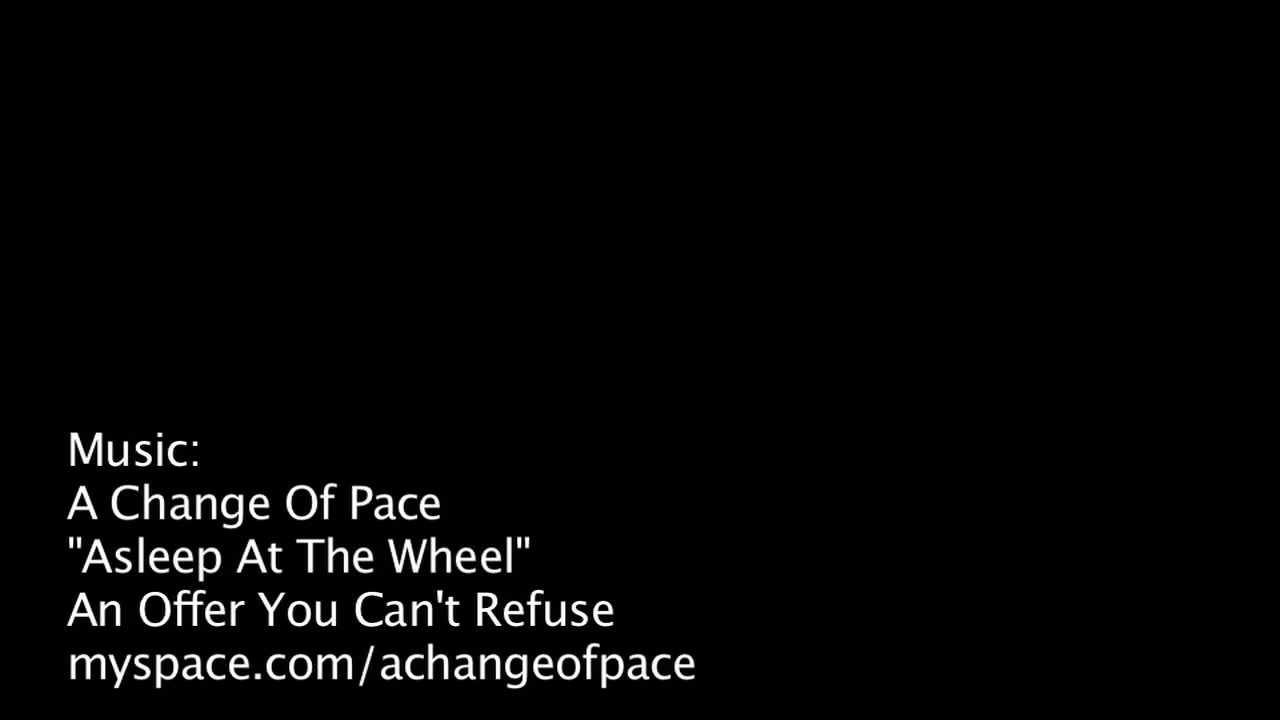 Music:
A Change Of Pace
"Asleep At The Wheel"
An Offer You Can't Refuse
myspace.com/achangeofpace